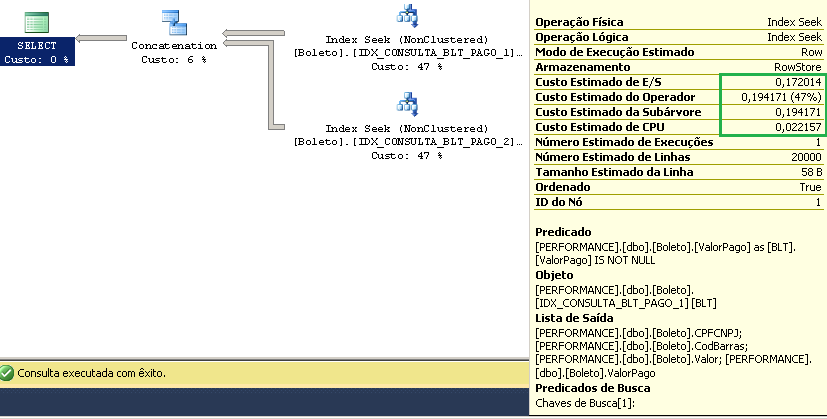 SELECT
Custo: 0 %
Concatenation
Custo: 6 %
Index Seek (NonClustered)
[Boleto].[IDX_CONSULTA_BLT_PAGO_1]…
Custo: 47 %
Index Seek (NonClustered)
[Boleto].[IDX_CONSULTA_BLT_PAGO_2]…
Custo: 47 %
Consulta executada com êxito.
Operação Física Index Seek
Operação Lógica Index Seek
Modo de Execução Estimado Row
Armazenamento RowStore
Custo Estimado de E/S 0,172014
Custo Estimado do Operador 0,194171 (47%)
Custo Estimado da Subárvore 0,194171
Custo Estimado de CPU 0,022157
Número Estimado de Execuções 1
Número Estimado de Linhas 20000
Tamanho Estimado da Linha 58 B
Ordenado True
ID do Nó 1
Predicado
[PERFORMANCE].[dbo].[Boleto].[ValorPago] as [BLT].
[ValorPago] IS NOT NULL
Objeto
[PERFORMANCE].[dbo].[Boleto].
[IDX_CONSULTA_BLT_PAGO_1] [BLT]
Lista de Saída
[PERFORMANCE].[dbo].[Boleto].CPFCNPJ;
[PERFORMANCE].[dbo].[Boleto].CodBarras;
[PERFORMANCE].[dbo].[Boleto].Valor; [PERFORMANCE].
[dbo].[Boleto].ValorPago
Predicados de Busca
Chaves de Busca[1]: